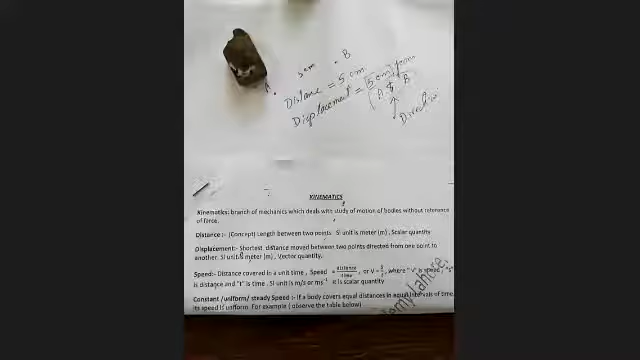 5 cm . B
A .
Distance = 5 cm
Displacement = 5 cm from
A to B
Direction
KINEMATICS
Kinematics: branch of mechanics which deals with study of motion of bodies without reference
of force.
Distance :- (Concept) Length between two points. SI unit is meter (m) , Scalar quantity
Displacement:- Shortest distance moved between two points directed from one point to
another. SI unit is meter (m) , Vector quantity.
Speed:- Distance covered in a unit time , Speed = distance/time , or V = , where "V" is speed , "S"
is distance and "t" is time . SI unit is m/s or ms⁻¹ it is scalar quantity
Constant /uniform/ steady Speed :- If a body covers equal distances in equal intervals of time,
its speed is uniform. For example ( observe the table below)
Lahore,